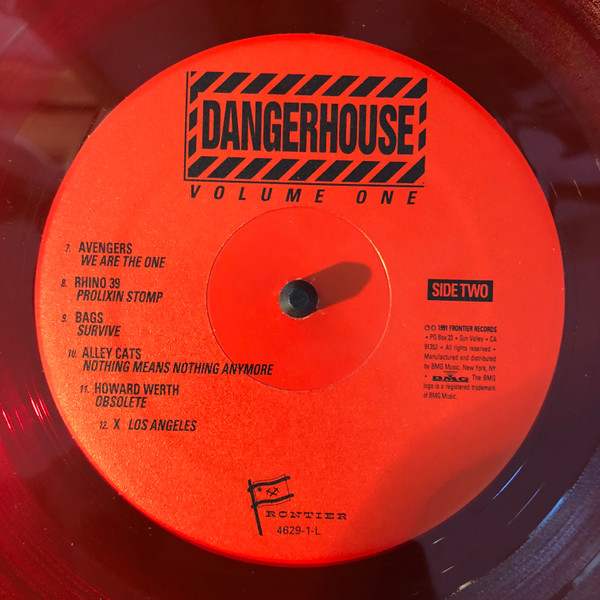 DANGERHOUSE
VOLUME ONE
7. AVENGERS
WE ARE THE ONE
8. RHINO 39
PROLIXIN STOMP
9. BAGS
SURVIVE
10. ALLEY CATS
NOTHING MEANS NOTHING ANYMORE
11. HOWARD WERTH
OBSOLETE
12. X LOS ANGELES
SIDE TWO
℗ © 1991 FRONTIER RECORDS
• PO Box 22 • Sun Valley • CA
91353 • All rights reserved •
Manufactured and distributed
by BMG Music, New York, NY
• BMG The BMG
logo is a registered trademark
of BMG Music.
FRONTIER
4629-1-L